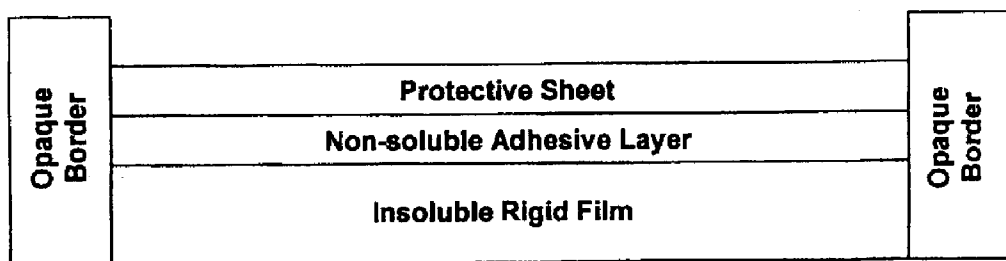 Opaque
Border
Protective Sheet
Non-soluble Adhesive Layer
Insoluble Rigid Film
Opaque
Border